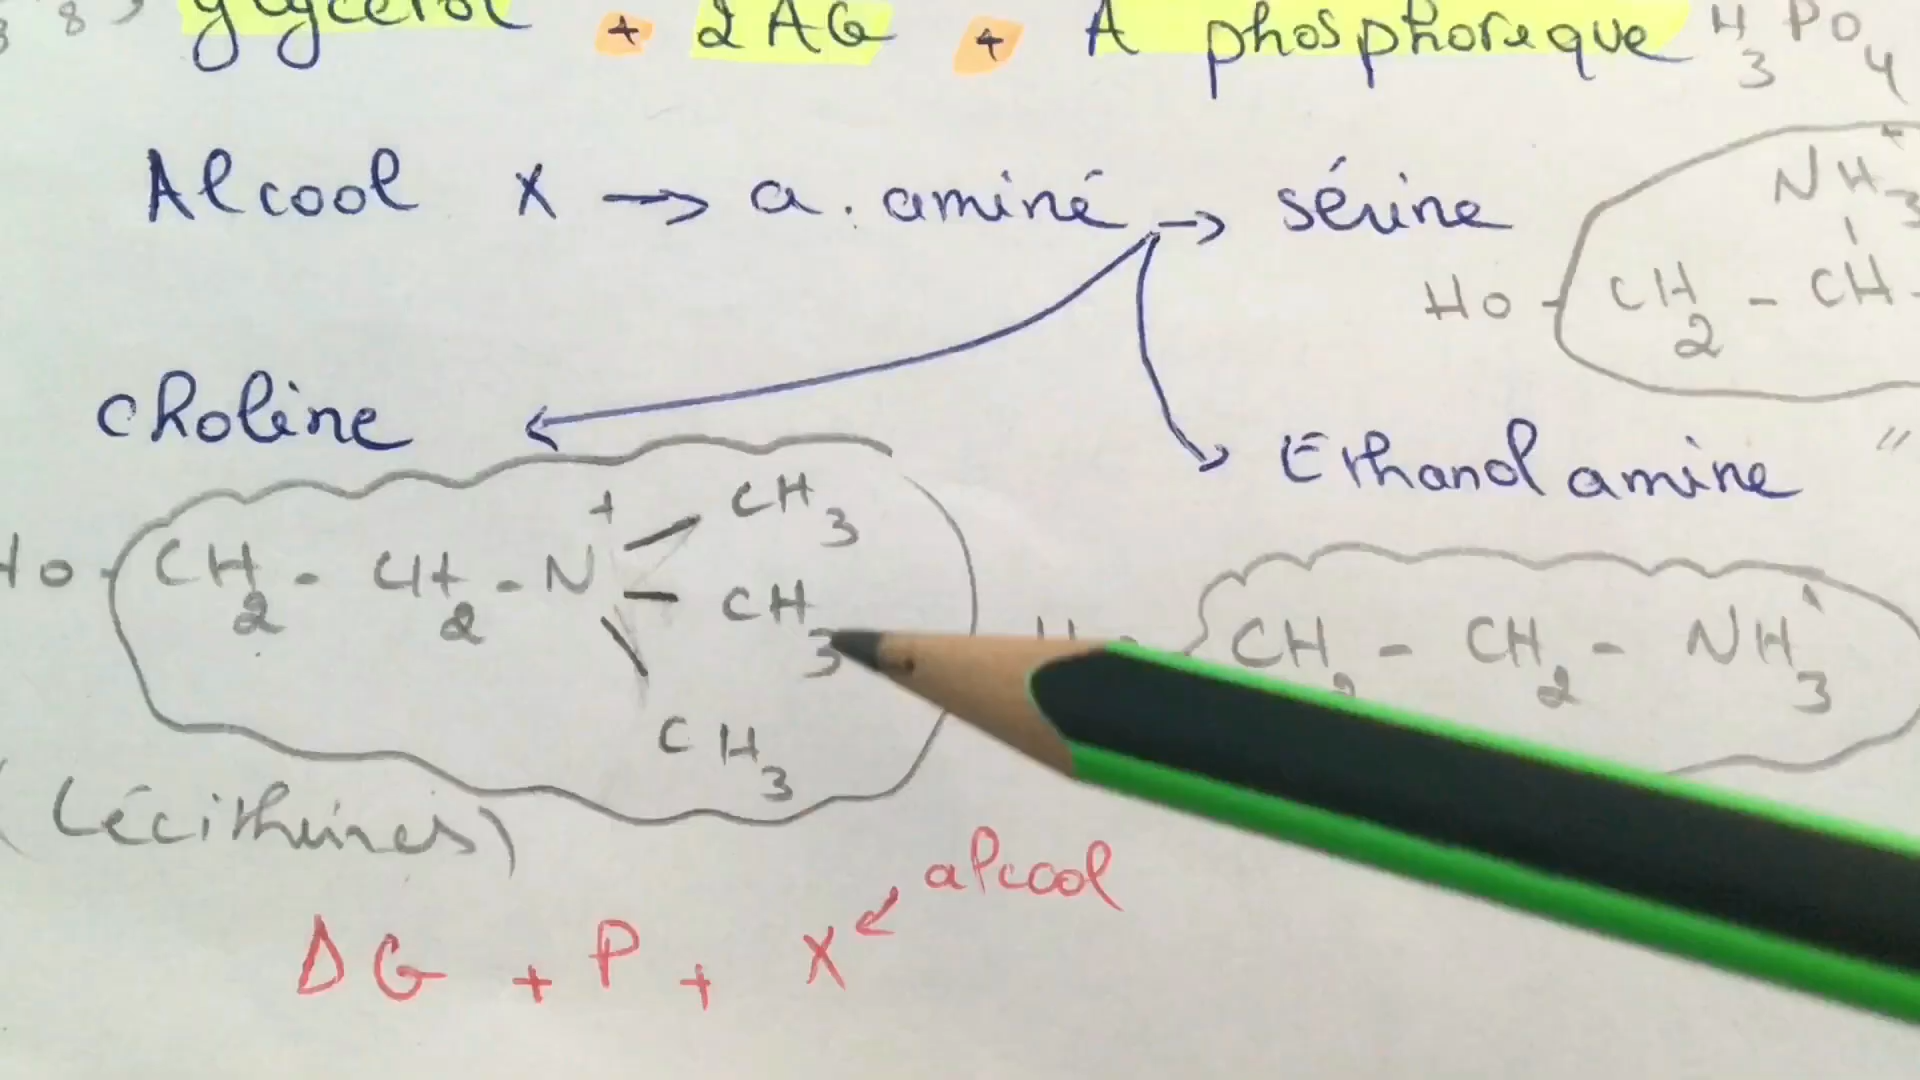 glycérol + 2AG + A phosphorique H3PO4
Alcool X → a. aminé → sérine
NH3+
HO - CH2 - CH -
choline
Ethanolamine "
HO - CH2 - CH2 - N+
CH3
CH3
CH3
CH2 - CH2 - NH3+
(Lécithines)
DG + P + X ← alcool